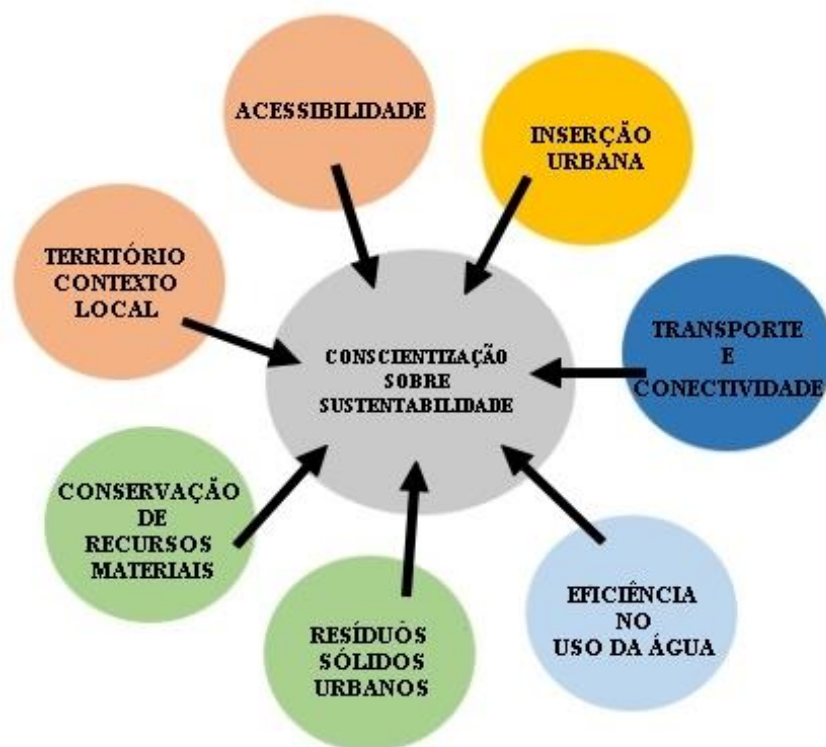 ACESSIBILIDADE
INSERÇÃO
URBANA
TERRITÓRIO
CONTEXTO
LOCAL
CONSCIENTIZAÇÃO
SOBRE
SUSTENTABILIDADE
TRANSPORTE
E
CONECTIVIDADE
CONSERVAÇÃO
DE
RECURSOS
MATERIAIS
RESÍDUÓS
SÓLIDOS
URBANOS
EFICIÊNCIA
NO
USO DA ÁGUA